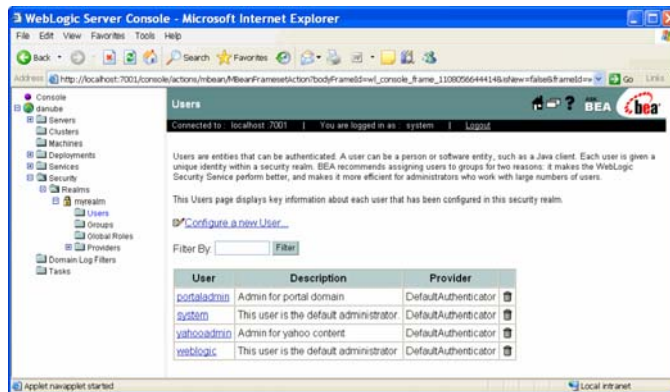 WebLogic Server Console - Microsoft Internet Explorer
File Edit View Favorites Tools Help
Back Search Favorites
Address http://localhost:7001/console/actions/mbean/MBeanFramesetAction?bodyFrameId=wl_console_frame_1108056644414&isNew=false&frameId=w Go Links
Console
danube
Servers
Clusters
Machines
Deployments
Services
Security
Realms
myrealm
Users
Groups
Global Roles
Providers
Domain Log Filters
Tasks
Users
? BEA bea
Connected to : localhost :7001 | You are logged in as : system | Logout
Users are entities that can be authenticated. A user can be a person or software entity, such as a Java client. Each user is given a
unique identity within a security realm. BEA recommends assigning users to groups for two reasons: it makes the WebLogic
Security Service perform better, and makes it more efficient for administrators who work with large numbers of users.
This Users page displays key information about each user that has been configured in this security realm.
Configure a new User...
Filter By: Filter
User Description Provider
portaladmin Admin for portal domain DefaultAuthenticator
system This user is the default administrator. DefaultAuthenticator
yahooadmin Admin for yahoo content DefaultAuthenticator
weblogic This user is the default administrator DefaultAuthenticator
Applet navapplet started Local intranet